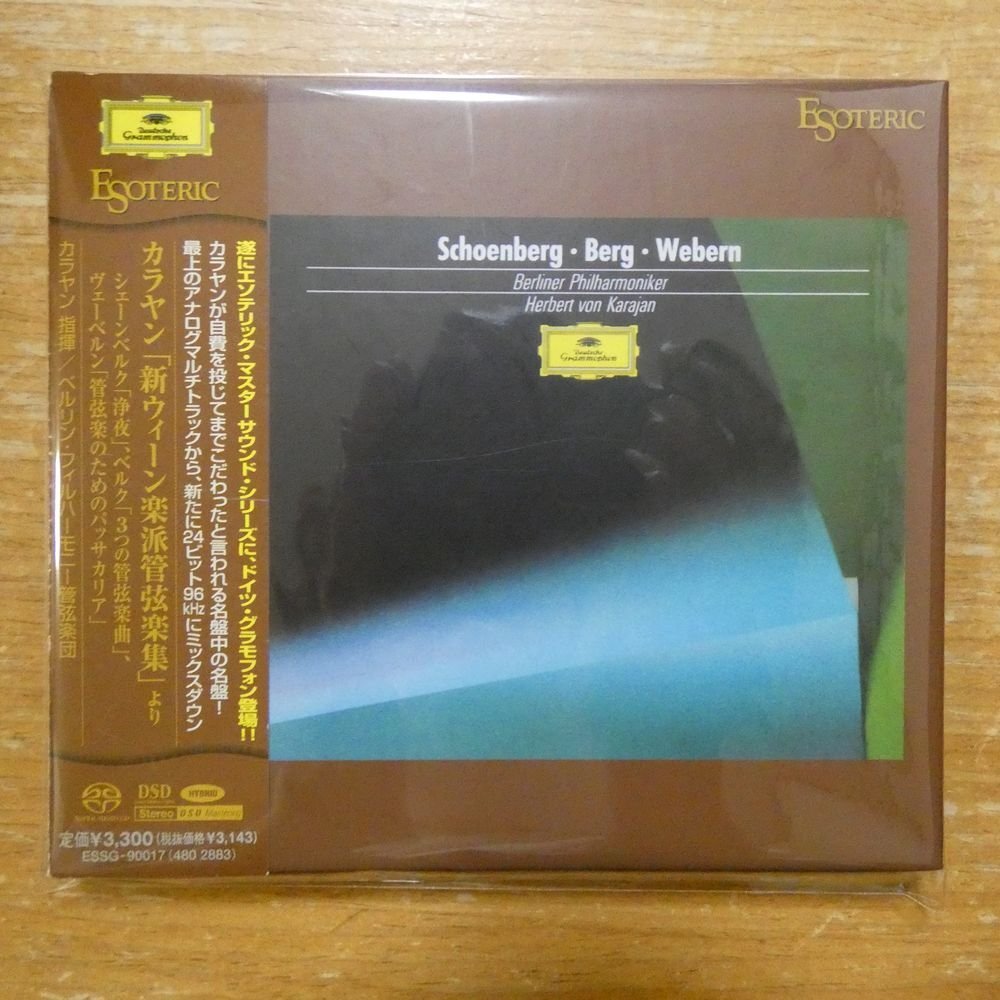 Deutsche
Grammophon
ESOTERIC
遂にエソテリック・マスターサウンド・シリーズに、ドイツ・グラモフォン登場!!
カラヤンが自費を投じてまでこだわったと言われる名盤中の名盤!
最上のアナログマルチトラックから、新たに24ビット96kHzにミックスダウン
カラヤン「新ウィーン楽派管弦楽集」より
シェーンベルク「浄夜」、ベルク「3つの管弦楽曲」、
ヴェーベルン「管弦楽のためのパッサカリア」
カラヤン 指揮/ベルリン・フィルハーモニー管弦楽団
SUPER AUDIO CD
DSD
HYBRID
Stereo DSD Mastering
定価¥3,300(税抜価格¥3,143)
ESSG-90017(480 2883)
ESOTERIC
Schoenberg・Berg・Webern
Berliner Philharmoniker
Herbert von Karajan
Deutsche
Grammophon